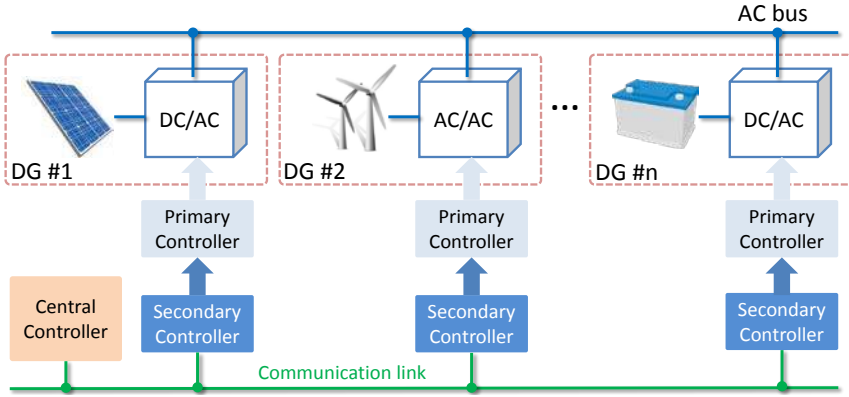 AC bus
DC/AC
AC/AC
...
DC/AC
DG #1
DG #2
DG #n
Primary
Controller
Primary
Controller
Primary
Controller
Central
Controller
Secondary
Controller
Secondary
Controller
Secondary
Controller
Communication link